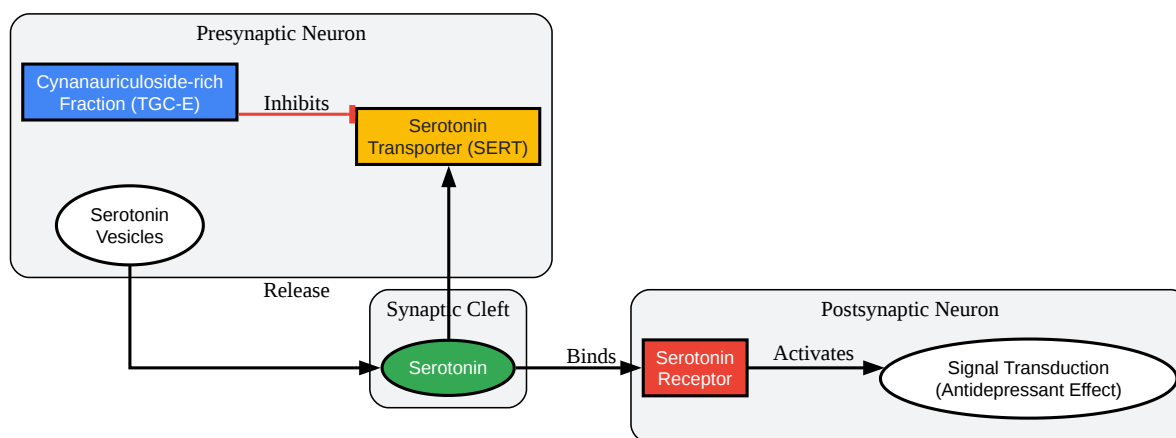 Presynaptic Neuron
Cynanauriculoside-rich
Fraction (TGC-E)
Inhibits
Serotonin
Transporter (SERT)
Serotonin
Vesicles
Release
Synaptic Cleft
Serotonin
Binds
Postsynaptic Neuron
Serotonin
Receptor
Activates
Signal Transduction
(Antidepressant Effect)